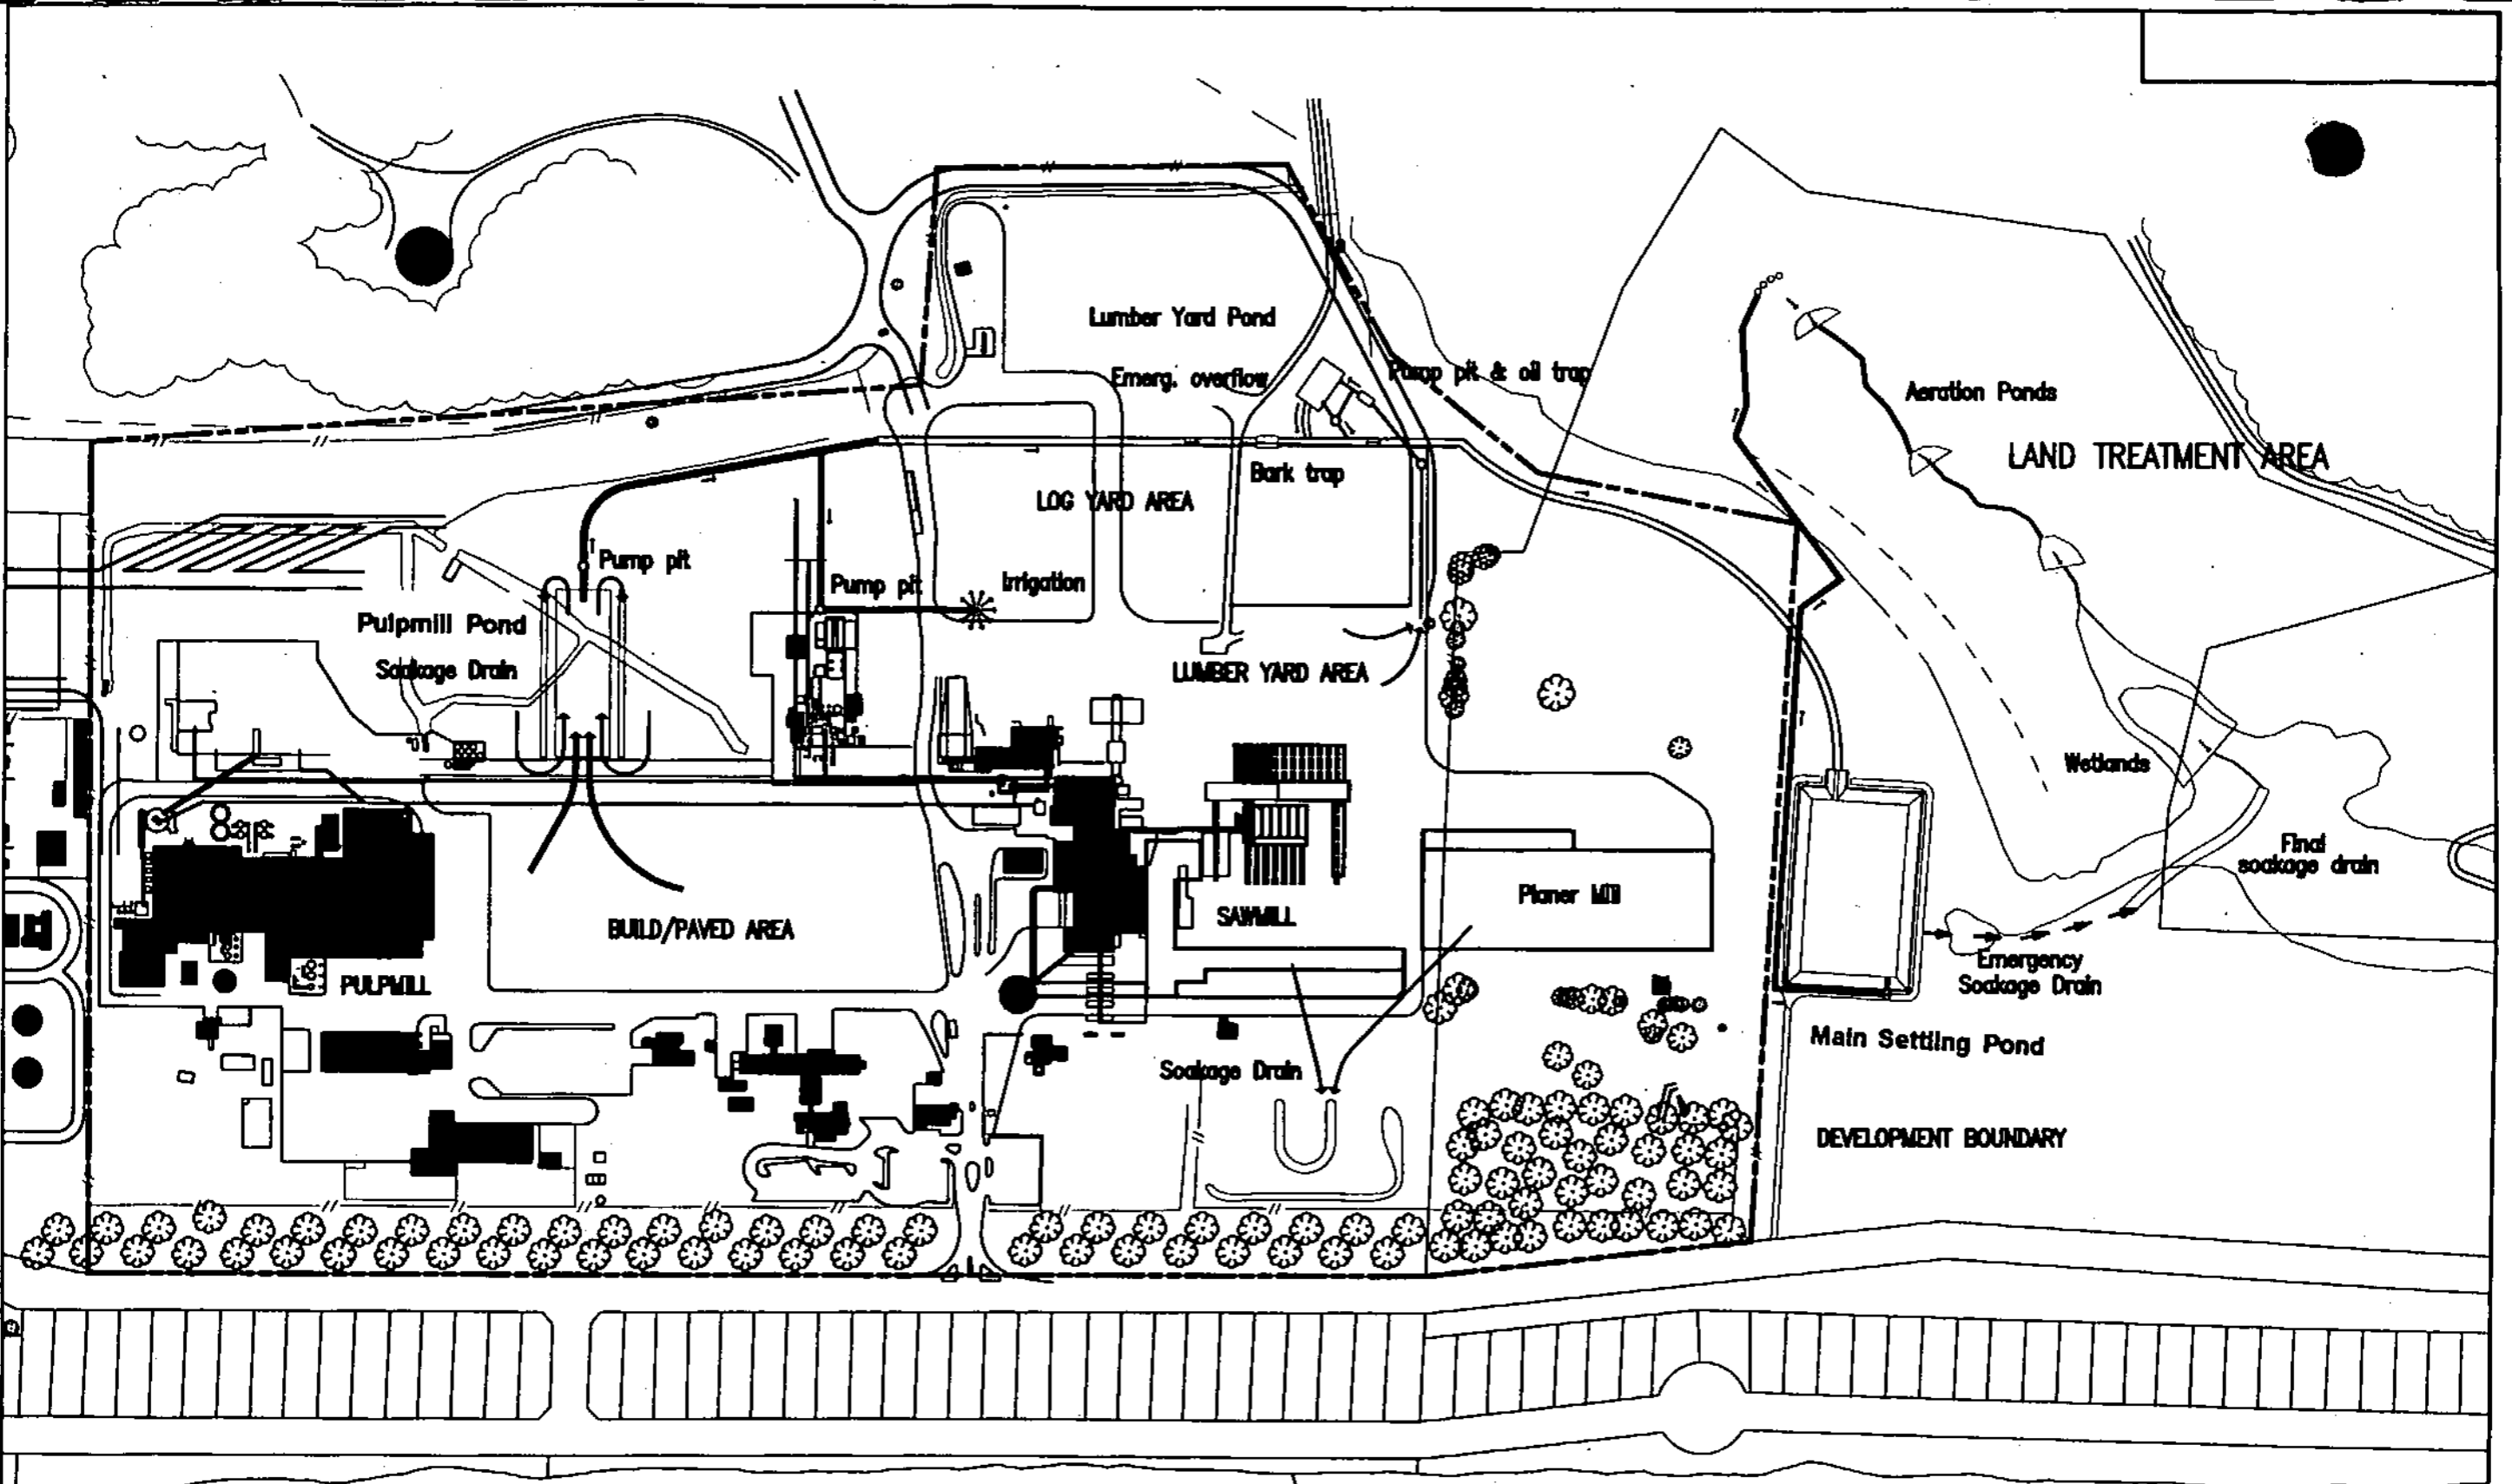 Lumber Yard Pond
Emerg. overflow
Pump pit & oil trap
Aeration Ponds
LAND TREATMENT AREA
Bark trap
LOG YARD AREA
Pump pit
Pump pit
Irrigation
Pulpmill Pond
Soakage Drain
LUMBER YARD AREA
Wetlands
Final
soakage drain
Planer Mill
SAWMILL
BUILD/PAVED AREA
PULPMILL
Emergency
Soakage Drain
Main Settling Pond
Soakage Drain
DEVELOPMENT BOUNDARY